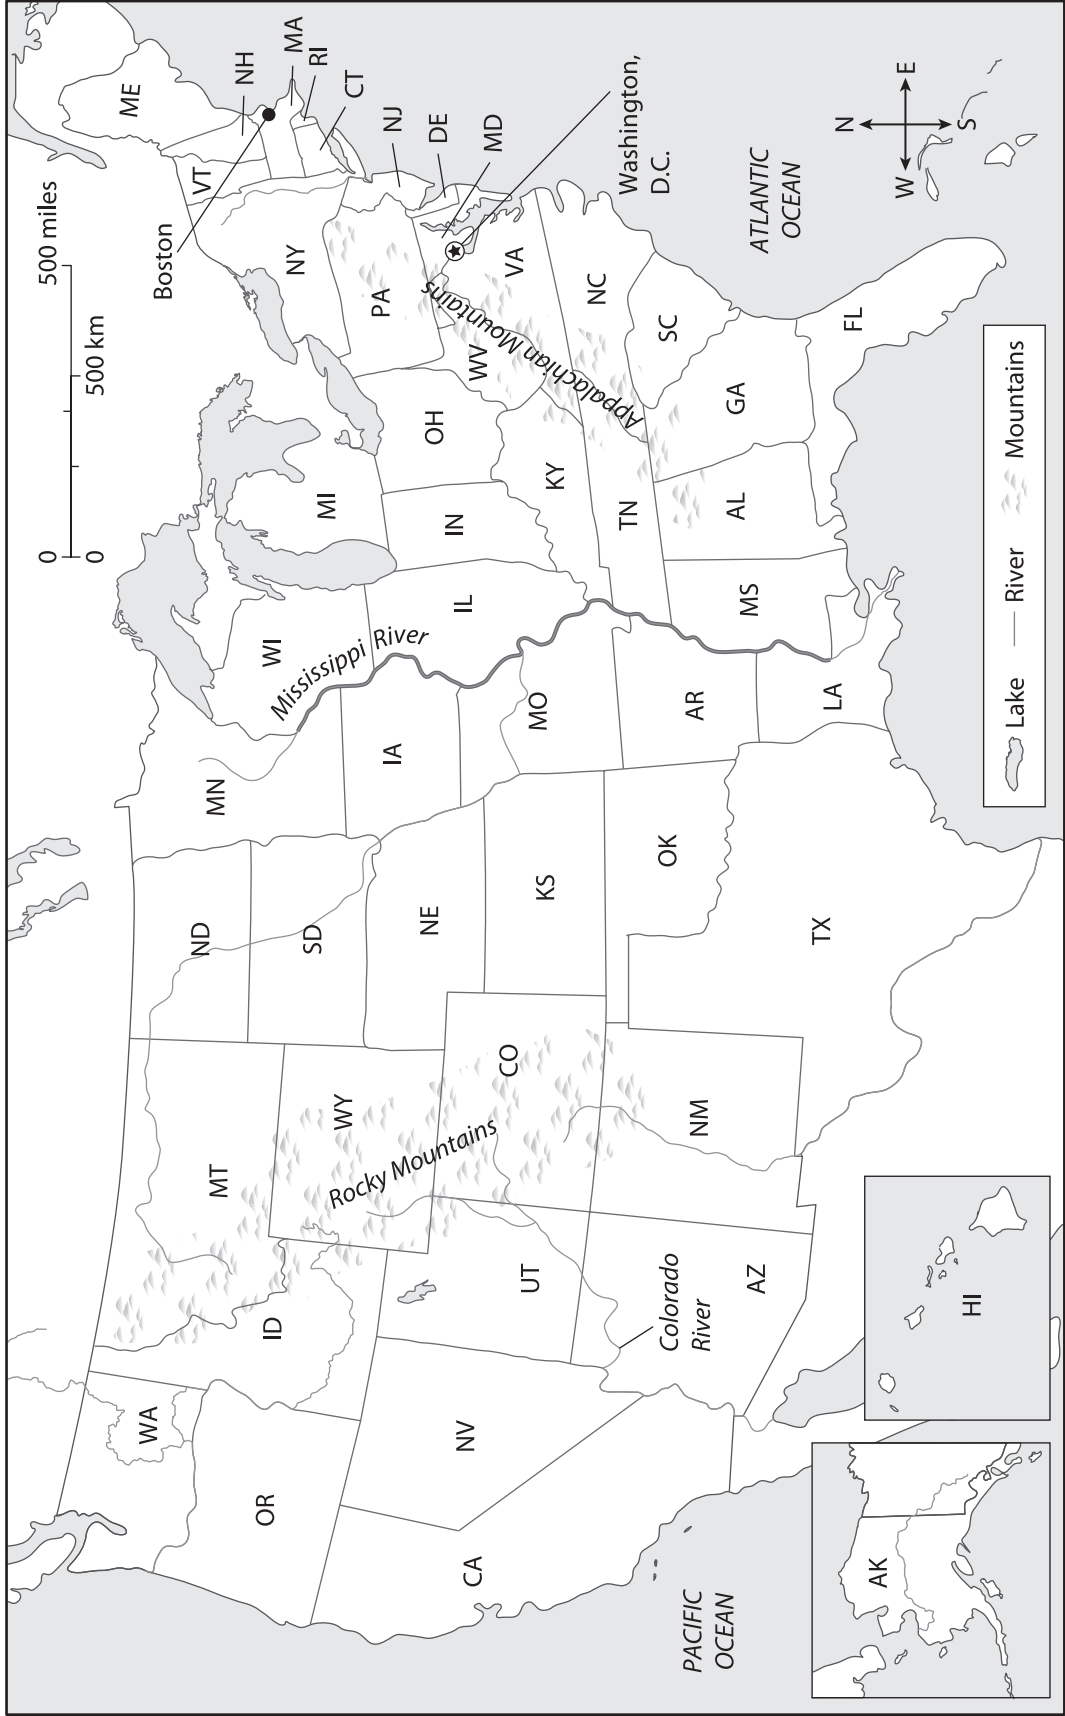 0
500 miles
0
500 km
ME
NH
MA
RI
CT
VT
Boston
NY
NJ
DE
MD
PA
Washington,
D.C.
WA
MT
ND
MN
WI
MI
OR
ID
WY
SD
IA
IL
IN
OH
WV
VA
Mississippi River
Appalachian Mountains
Rocky Mountains
NE
KY
NC
CA
NV
UT
CO
KS
MO
TN
SC
Colorado
River
AZ
NM
OK
AR
MS
AL
GA
TX
LA
FL
PACIFIC
OCEAN
ATLANTIC
OCEAN
N
W
E
S
AK
HI
Lake
River
Mountains